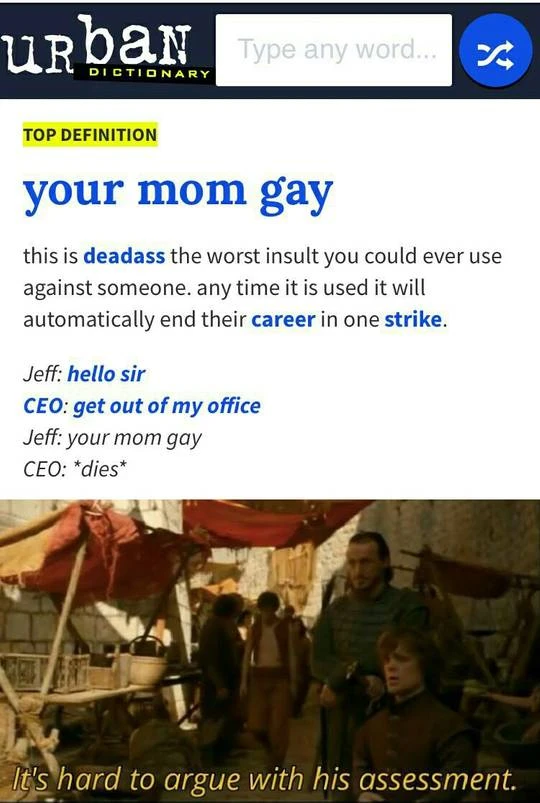 urban
DICTIONARY
Type any word...
TOP DEFINITION
your mom gay
this is deadass the worst insult you could ever use
against someone. any time it is used it will
automatically end their career in one strike.
Jeff: hello sir
CEO: get out of my office
Jeff: your mom gay
CEO: *dies*
It's hard to argue with his assessment.